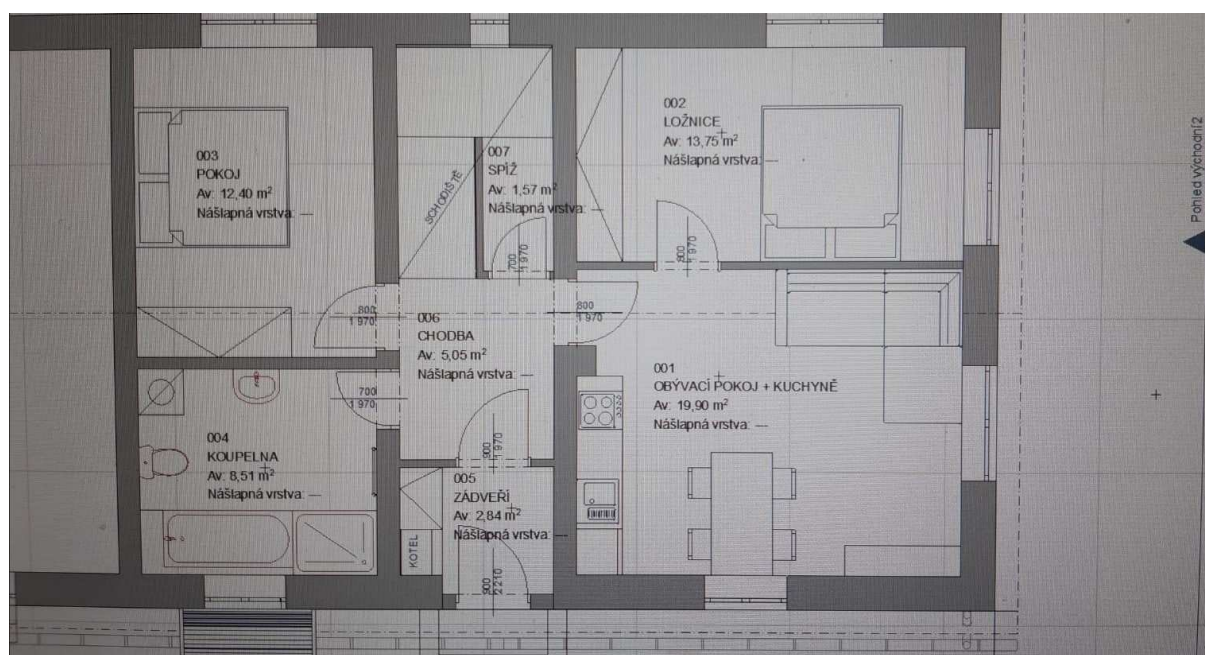 003
POKOJ
Av: 12,40 m²
Nášlapná vrstva: —
SCHODIŠTĚ
007
SPÍŽ
Av: 1,57 m²
Nášlapná vrstva: —
700
1 970
002
LOŽNICE
Av: 13,75 m²
Nášlapná vrstva: —
800
1 970
Pohled východní2
800
1 970
006
CHODBA
Av: 5,05 m²
Nášlapná vrstva: —
800
1 970
001
OBÝVACÍ POKOJ + KUCHYNĚ
Av: 19,90 m²
Nášlapná vrstva: —
700
1 970
004
KOUPELNA
Av: 8,51 m²
Nášlapná vrstva: —
900
1 970
005
ZÁDVEŘÍ
Av: 2,84 m²
Nášlapná vrstva: —
KOTEL
900
2 210